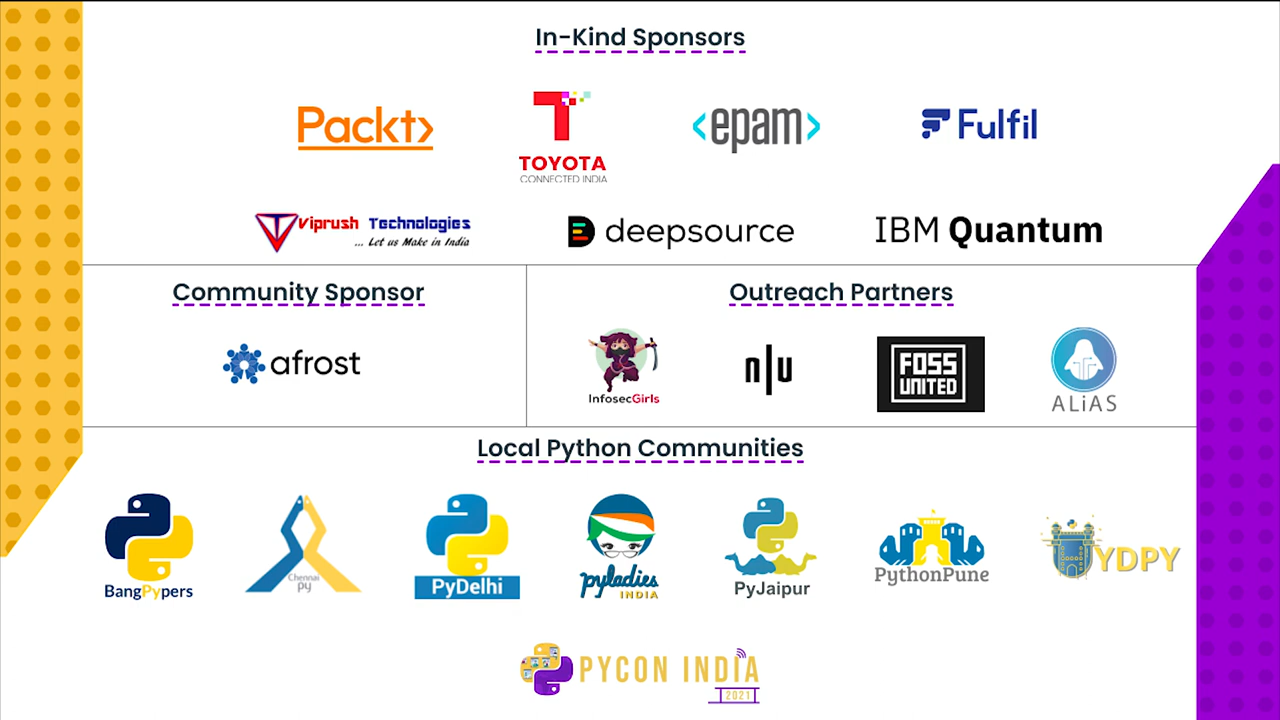 In-Kind Sponsors
Packt
TOYOTA
CONNECTED INDIA
<epam>
Fulfil
Viprush Technologies
... Let us Make in India
deepsource
IBM Quantum
Community Sponsor
afrost
Outreach Partners
InfosecGirls
n|u
FOSS
UNITED
ALiAS
Local Python Communities
BangPypers
Chennai
py
PyDelhi
pyladies
INDIA
PyJaipur
PythonPune
YDPY
PYCON INDIA
2021